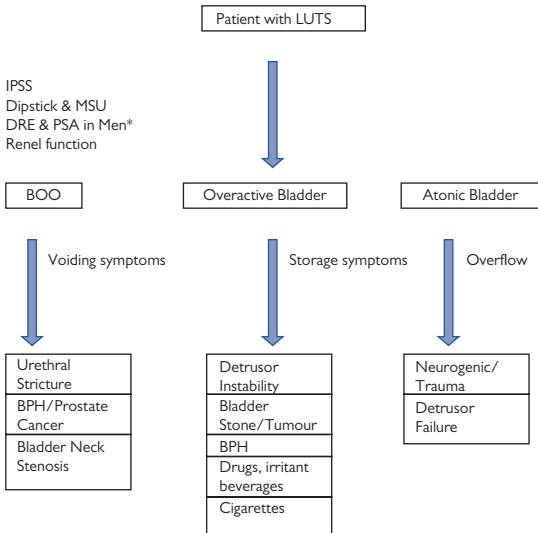 Patient with LUTS
IPSS
Dipstick & MSU
DRE & PSA in Men*
Renel function
BOO
Overactive Bladder
Atonic Bladder
Voiding symptoms
Storage symptoms
Overflow
Urethral
Stricture
BPH/Prostate
Cancer
Bladder Neck
Stenosis
Detrusor
Instability
Bladder
Stone/Tumour
BPH
Drugs, irritant
beverages
Cigarettes
Neurogenic/
Trauma
Detrusor
Failure